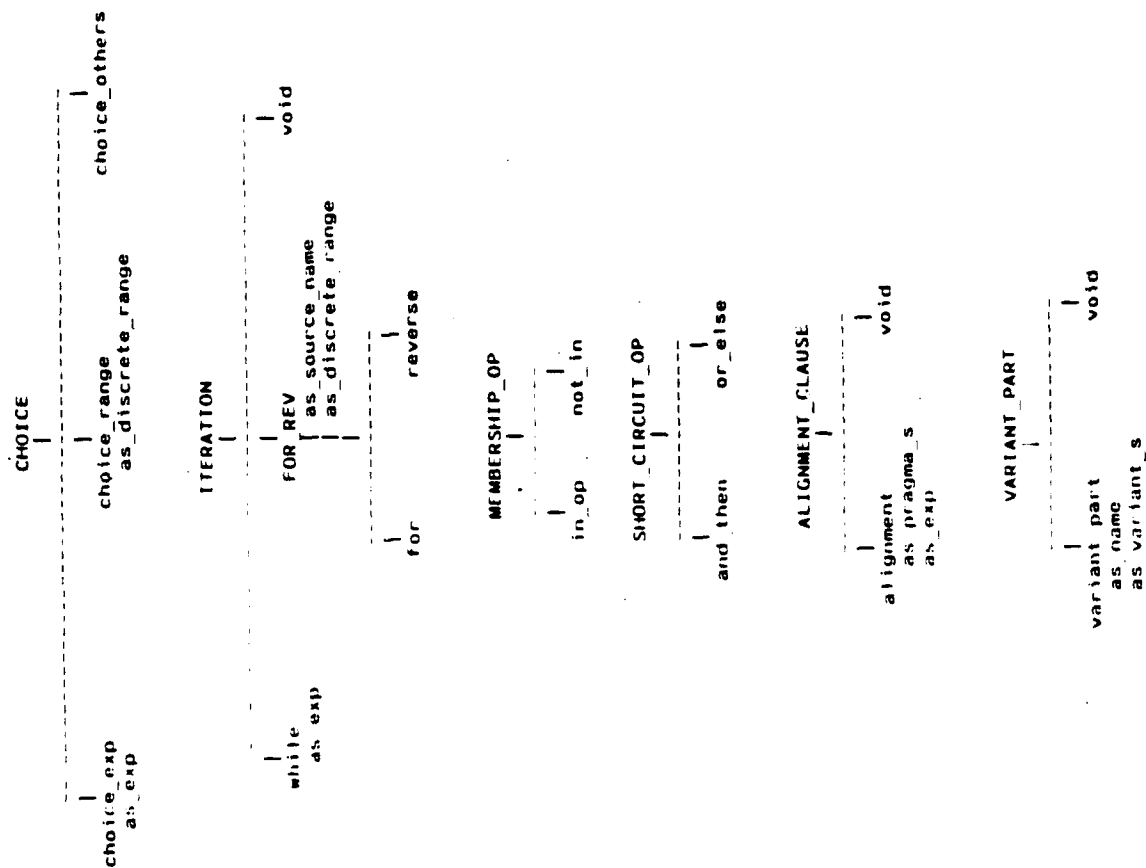 CHOICE
choice_exp
as_exp
choice_range
as_discrete_range
choice_others
ITERATION
while
as_exp
FOR_REV
as_source_name
as_discrete_range
for
reverse
void
MEMBERSHIP_OP
in_op
not_in
SHORT_CIRCUIT_OP
and_then
or_else
ALIGNMENT_CLAUSE
alignment
as_pragma_s
as_exp
void
VARIANT_PART
variant_part
as_name
as_variant_s
void